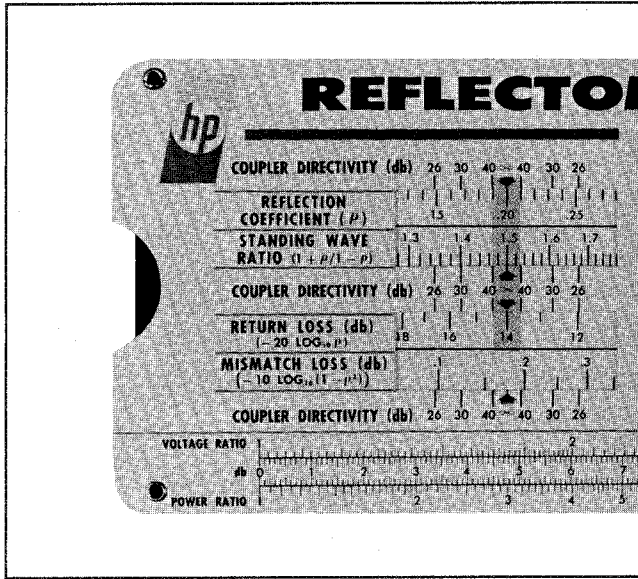 REFLECTO
hp
COUPLER DIRECTIVITY (db) 26 30 40 ∞ 40 30 26
REFLECTION
COEFFICIENT (ρ) .15 .20 .25
STANDING WAVE 1.3 1.4 1.5 1.6 1.7
RATIO (1 + ρ/1 − ρ)
COUPLER DIRECTIVITY (db) 26 30 40 ∞ 40 30 26
RETURN LOSS (db)
(−20 LOG₁₀ ρ) 18 16 14 12
MISMATCH LOSS (db) .1 .2 .3
(−10 LOG₁₀ (1 − ρ²))
COUPLER DIRECTIVITY (db) 26 30 40 ∞ 40 30 26
VOLTAGE RATIO 1 2
db 0 1 2 3 4 5 6 7
POWER RATIO 1 2 3 4 5